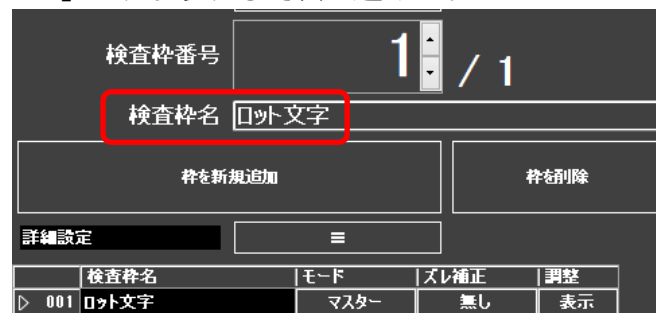 検査枠番号 1 / 1
検査枠名 ロット文字
枠を新規追加 枠を削除
詳細設定 ≡
検査枠名 モード ズレ補正 調整
001 ロット文字 マスター 無し 表示